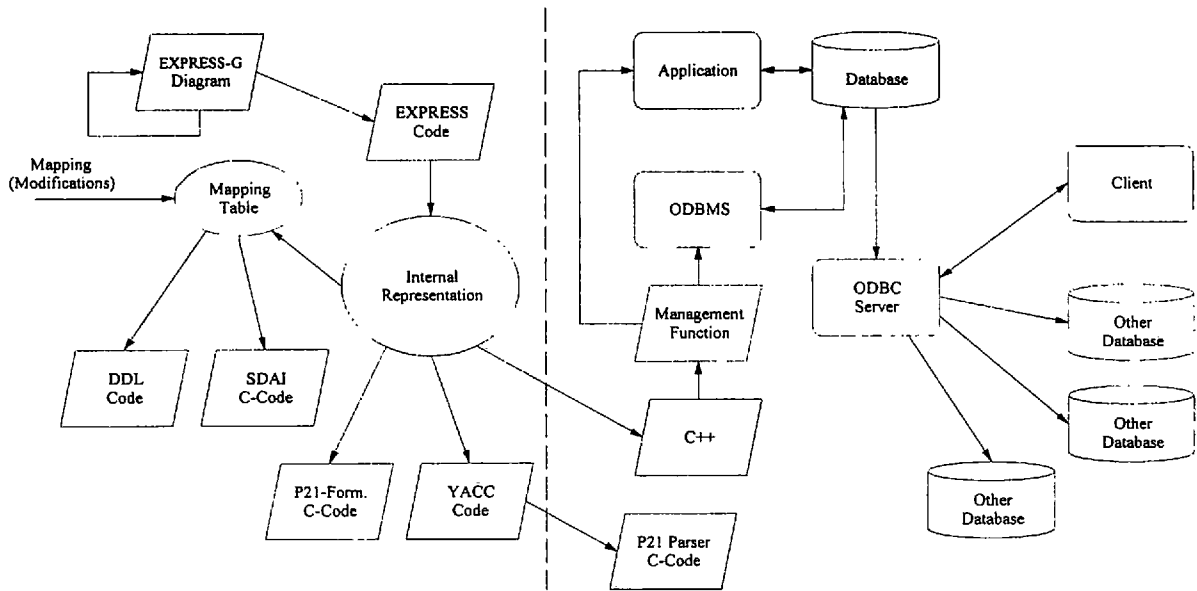 EXPRESS-G
Diagram
EXPRESS
Code
Mapping
(Modifications)
Mapping
Table
Internal
Representation
DDL
Code
SDAI
C-Code
P21-Form.
C-Code
YACC
Code
Application
Database
ODBMS
Client
ODBC
Server
Management
Function
Other
Database
Other
Database
C++
Other
Database
P21 Parser
C-Code